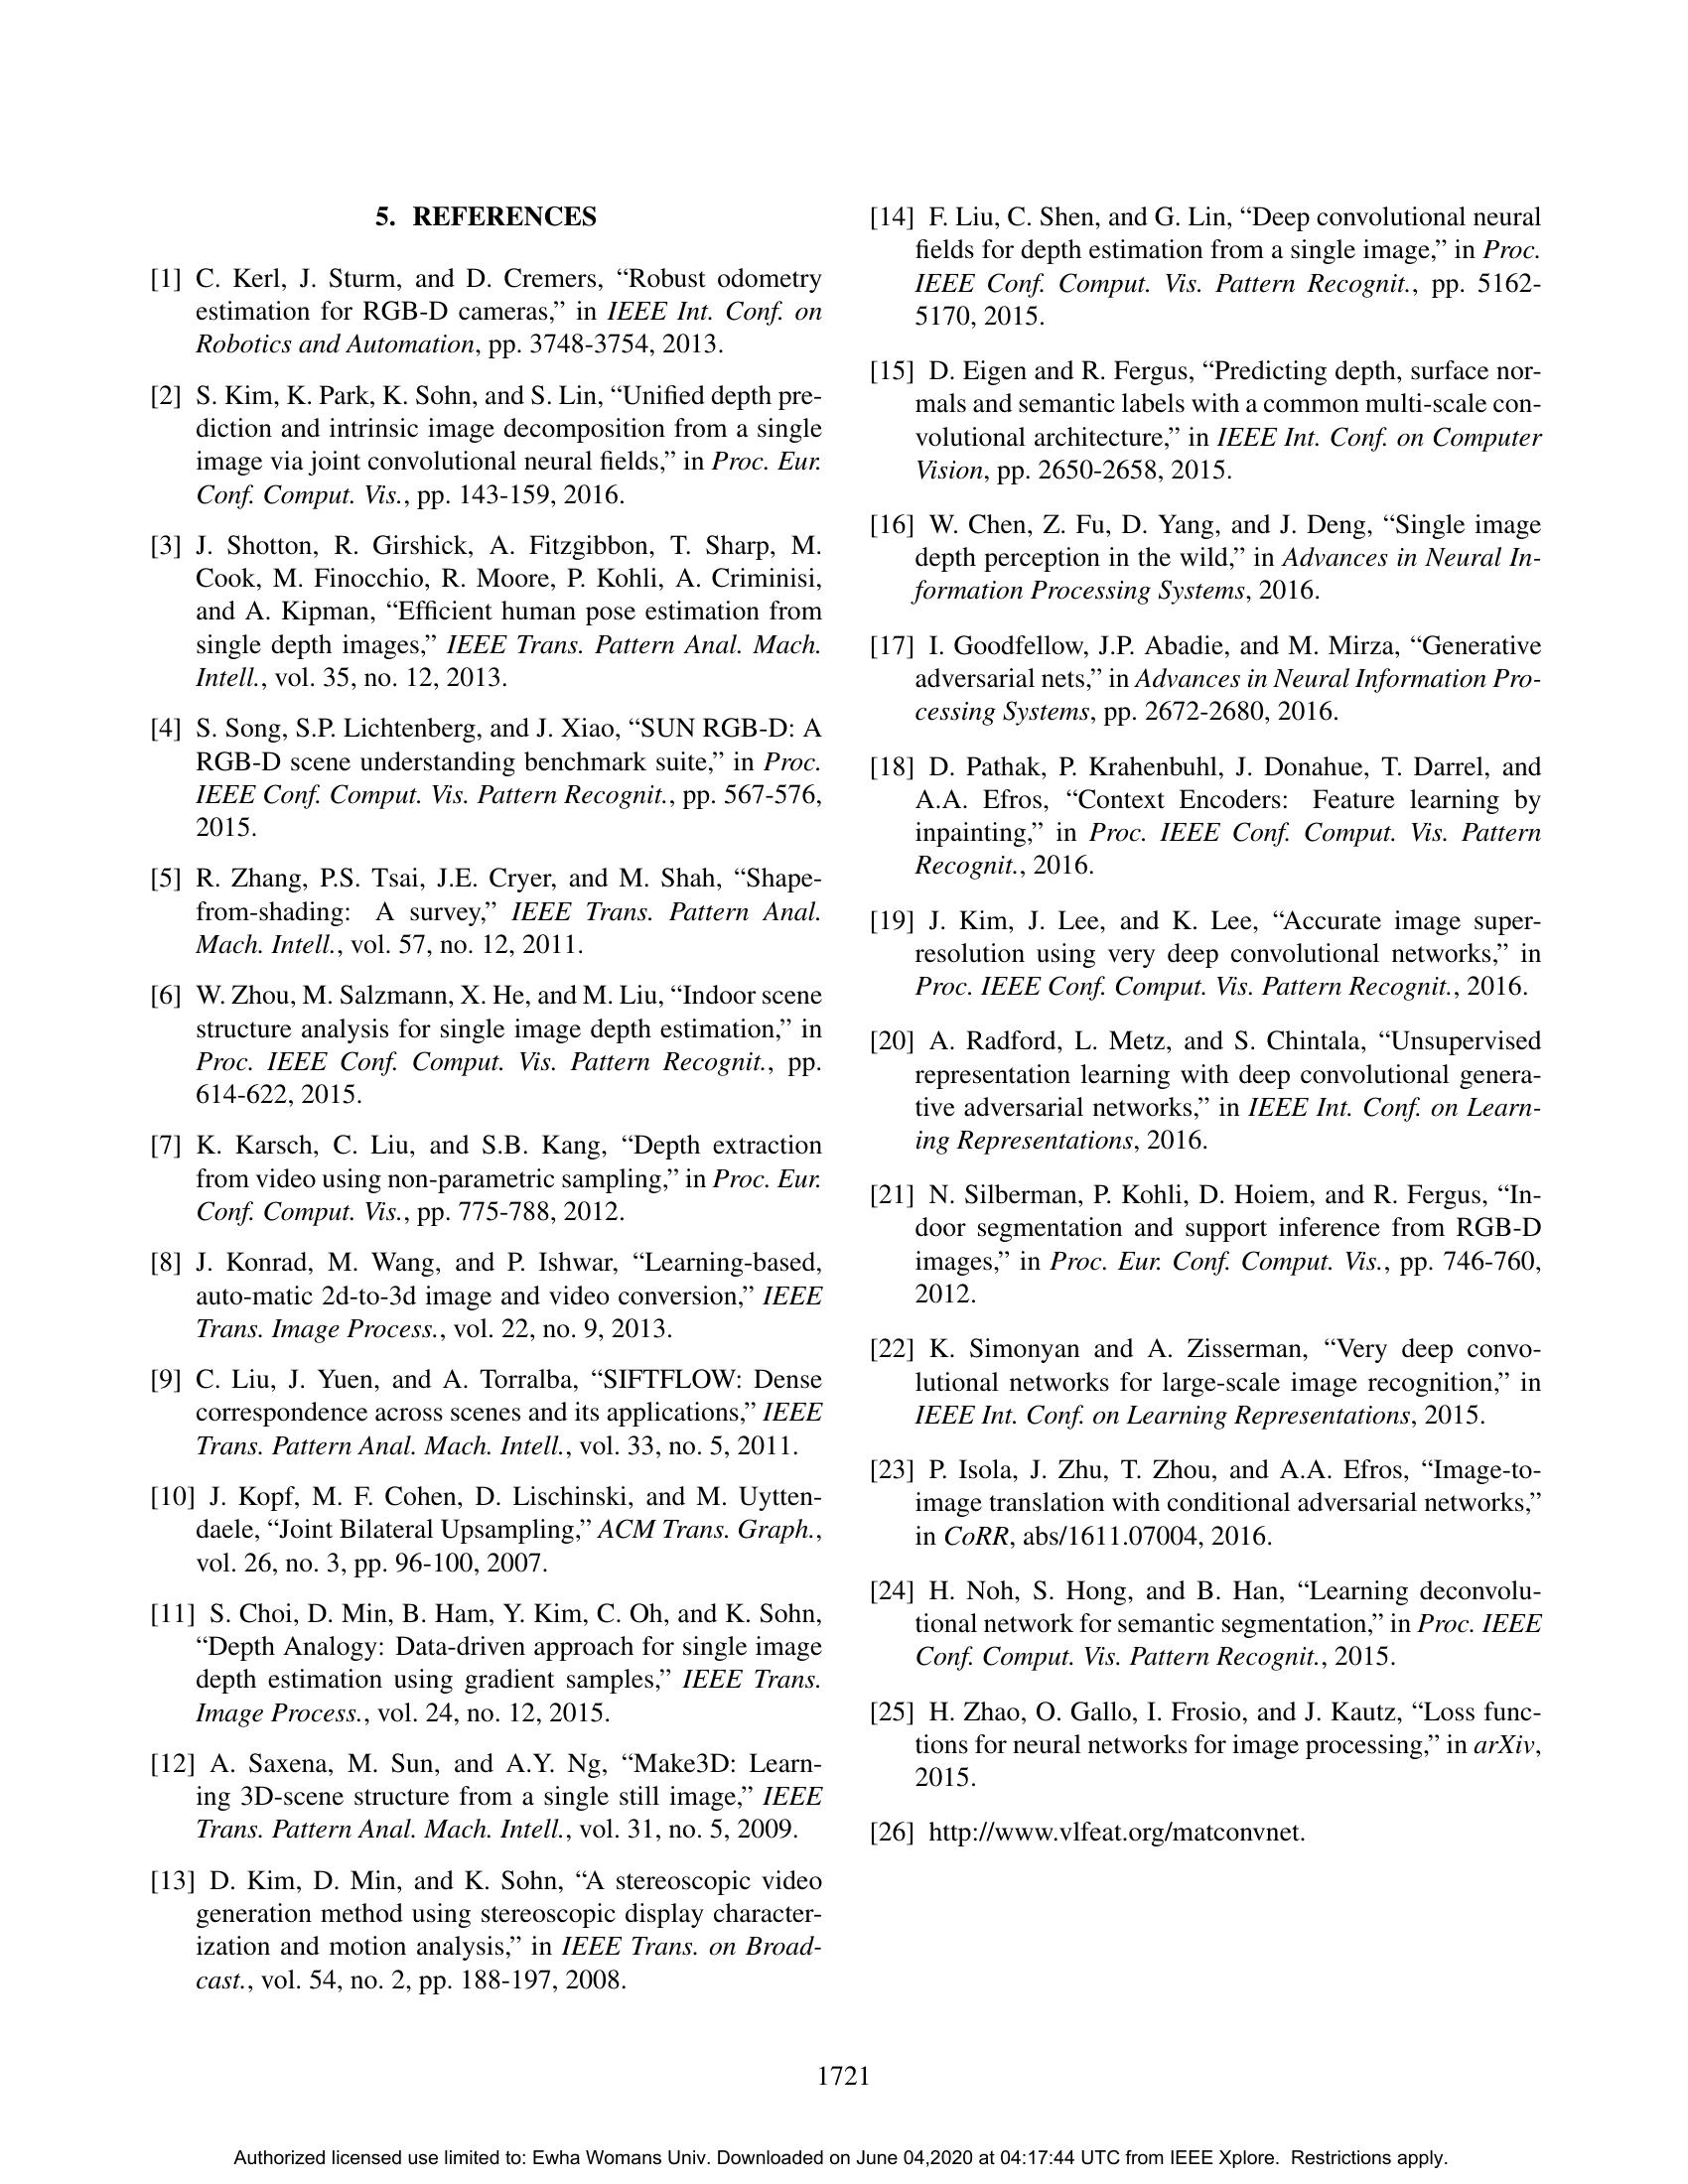 5. REFERENCES
[1] C. Kerl, J. Sturm, and D. Cremers, “Robust odometry
estimation for RGB-D cameras,” in IEEE Int. Conf. on
Robotics and Automation, pp. 3748-3754, 2013.
[2] S. Kim, K. Park, K. Sohn, and S. Lin, “Unified depth pre-
diction and intrinsic image decomposition from a single
image via joint convolutional neural fields,” in Proc. Eur.
Conf. Comput. Vis., pp. 143-159, 2016.
[3] J. Shotton, R. Girshick, A. Fitzgibbon, T. Sharp, M.
Cook, M. Finocchio, R. Moore, P. Kohli, A. Criminisi,
and A. Kipman, “Efficient human pose estimation from
single depth images,” IEEE Trans. Pattern Anal. Mach.
Intell., vol. 35, no. 12, 2013.
[4] S. Song, S.P. Lichtenberg, and J. Xiao, “SUN RGB-D: A
RGB-D scene understanding benchmark suite,” in Proc.
IEEE Conf. Comput. Vis. Pattern Recognit., pp. 567-576,
2015.
[5] R. Zhang, P.S. Tsai, J.E. Cryer, and M. Shah, “Shape-
from-shading: A survey,” IEEE Trans. Pattern Anal.
Mach. Intell., vol. 57, no. 12, 2011.
[6] W. Zhou, M. Salzmann, X. He, and M. Liu, “Indoor scene
structure analysis for single image depth estimation,” in
Proc. IEEE Conf. Comput. Vis. Pattern Recognit., pp.
614-622, 2015.
[7] K. Karsch, C. Liu, and S.B. Kang, “Depth extraction
from video using non-parametric sampling,” in Proc. Eur.
Conf. Comput. Vis., pp. 775-788, 2012.
[8] J. Konrad, M. Wang, and P. Ishwar, “Learning-based,
auto-matic 2d-to-3d image and video conversion,” IEEE
Trans. Image Process., vol. 22, no. 9, 2013.
[9] C. Liu, J. Yuen, and A. Torralba, “SIFTFLOW: Dense
correspondence across scenes and its applications,” IEEE
Trans. Pattern Anal. Mach. Intell., vol. 33, no. 5, 2011.
[10] J. Kopf, M. F. Cohen, D. Lischinski, and M. Uytten-
daele, “Joint Bilateral Upsampling,” ACM Trans. Graph.,
vol. 26, no. 3, pp. 96-100, 2007.
[11] S. Choi, D. Min, B. Ham, Y. Kim, C. Oh, and K. Sohn,
“Depth Analogy: Data-driven approach for single image
depth estimation using gradient samples,” IEEE Trans.
Image Process., vol. 24, no. 12, 2015.
[12] A. Saxena, M. Sun, and A.Y. Ng, “Make3D: Learn-
ing 3D-scene structure from a single still image,” IEEE
Trans. Pattern Anal. Mach. Intell., vol. 31, no. 5, 2009.
[13] D. Kim, D. Min, and K. Sohn, “A stereoscopic video
generation method using stereoscopic display character-
ization and motion analysis,” in IEEE Trans. on Broad-
cast., vol. 54, no. 2, pp. 188-197, 2008.
[14] F. Liu, C. Shen, and G. Lin, “Deep convolutional neural
fields for depth estimation from a single image,” in Proc.
IEEE Conf. Comput. Vis. Pattern Recognit., pp. 5162-
5170, 2015.
[15] D. Eigen and R. Fergus, “Predicting depth, surface nor-
mals and semantic labels with a common multi-scale con-
volutional architecture,” in IEEE Int. Conf. on Computer
Vision, pp. 2650-2658, 2015.
[16] W. Chen, Z. Fu, D. Yang, and J. Deng, “Single image
depth perception in the wild,” in Advances in Neural In-
formation Processing Systems, 2016.
[17] I. Goodfellow, J.P. Abadie, and M. Mirza, “Generative
adversarial nets,” in Advances in Neural Information Pro-
cessing Systems, pp. 2672-2680, 2016.
[18] D. Pathak, P. Krahenbuhl, J. Donahue, T. Darrel, and
A.A. Efros, “Context Encoders: Feature learning by
inpainting,” in Proc. IEEE Conf. Comput. Vis. Pattern
Recognit., 2016.
[19] J. Kim, J. Lee, and K. Lee, “Accurate image super-
resolution using very deep convolutional networks,” in
Proc. IEEE Conf. Comput. Vis. Pattern Recognit., 2016.
[20] A. Radford, L. Metz, and S. Chintala, “Unsupervised
representation learning with deep convolutional genera-
tive adversarial networks,” in IEEE Int. Conf. on Learn-
ing Representations, 2016.
[21] N. Silberman, P. Kohli, D. Hoiem, and R. Fergus, “In-
door segmentation and support inference from RGB-D
images,” in Proc. Eur. Conf. Comput. Vis., pp. 746-760,
2012.
[22] K. Simonyan and A. Zisserman, “Very deep convo-
lutional networks for large-scale image recognition,” in
IEEE Int. Conf. on Learning Representations, 2015.
[23] P. Isola, J. Zhu, T. Zhou, and A.A. Efros, “Image-to-
image translation with conditional adversarial networks,”
in CoRR, abs/1611.07004, 2016.
[24] H. Noh, S. Hong, and B. Han, “Learning deconvolu-
tional network for semantic segmentation,” in Proc. IEEE
Conf. Comput. Vis. Pattern Recognit., 2015.
[25] H. Zhao, O. Gallo, I. Frosio, and J. Kautz, “Loss func-
tions for neural networks for image processing,” in arXiv,
2015.
[26] http://www.vlfeat.org/matconvnet.
1721
Authorized licensed use limited to: Ewha Womans Univ. Downloaded on June 04,2020 at 04:17:44 UTC from IEEE Xplore. Restrictions apply.